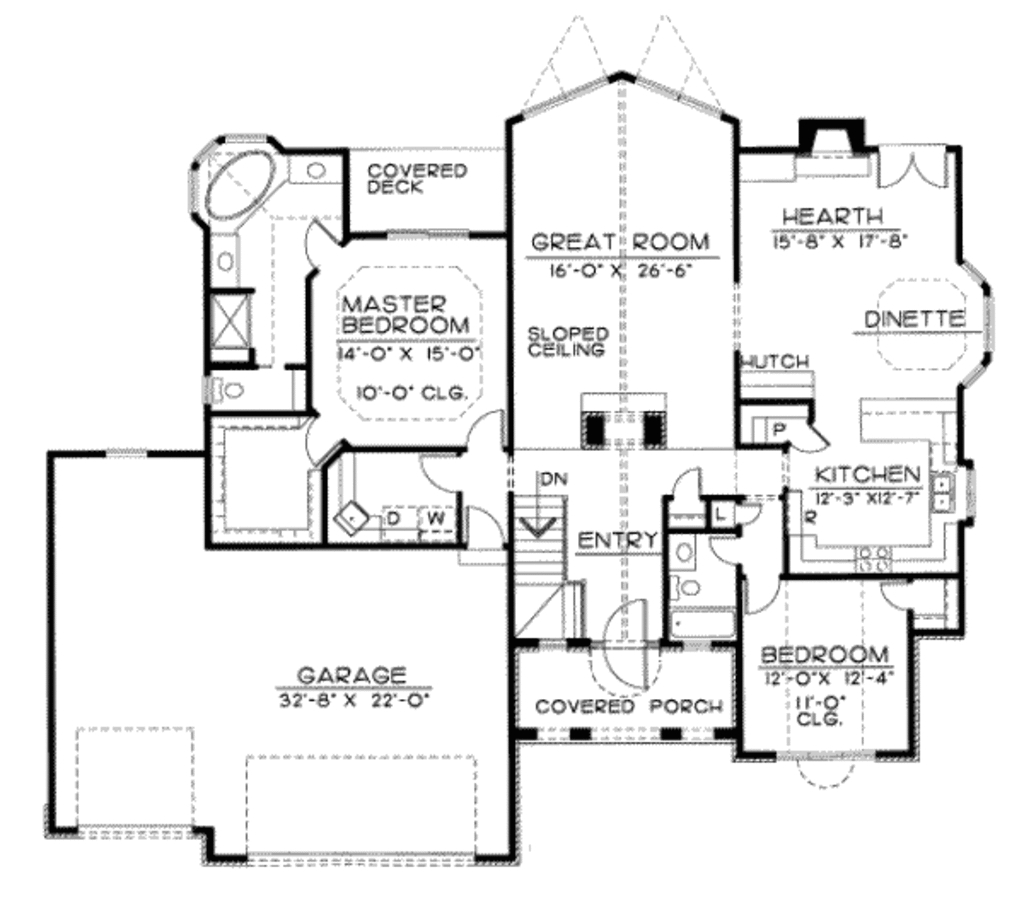 COVERED
DECK
HEARTH
15'-8" X 17'-8"
GREAT ROOM
16'-0" X 26'-6"
MASTER
BEDROOM
14'-0" X 15'-0"
10'-0" CLG.
SLOPED
CEILING
DINETTE
HUTCH
P
KITCHEN
12'-3" X12'-7"
DN
D
W
L
R
ENTRY
BEDROOM
12'-0"X 12'-4"
11'-0"
CLG.
GARAGE
32'-8" X 22'-0"
COVERED PORCH